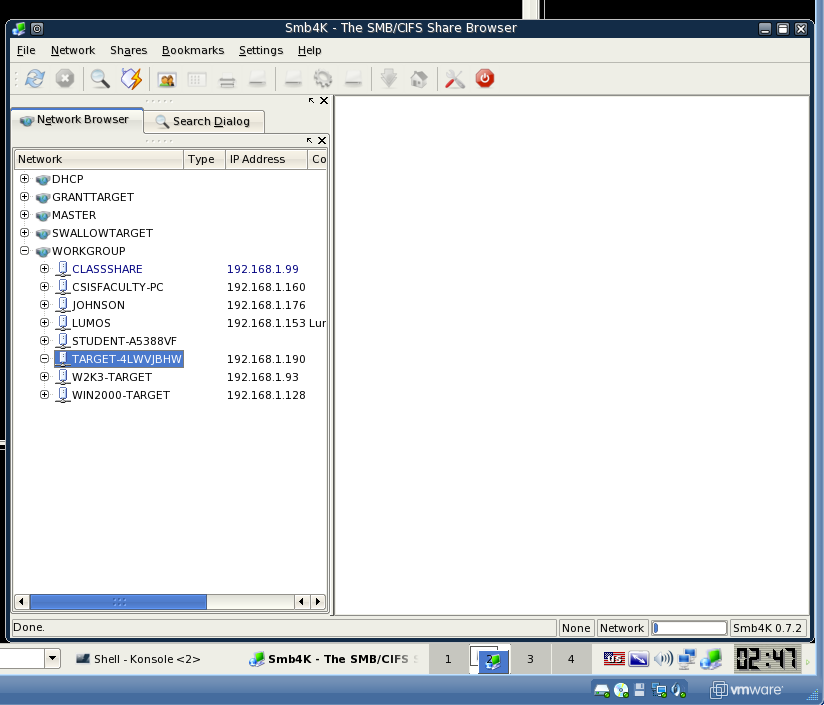 Smb4K - The SMB/CIFS Share Browser
File Network Shares Bookmarks Settings Help
Network Browser Search Dialog
Network Type IP Address Co
DHCP
GRANTTARGET
MASTER
SWALLOWTARGET
WORKGROUP
CLASSSHARE 192.168.1.99
CSISFACULTY-PC 192.168.1.160
JOHNSON 192.168.1.176
LUMOS 192.168.1.153 Lur
STUDENT-A5388VF
TARGET-4LWVJBHW 192.168.1.190
W2K3-TARGET 192.168.1.93
WIN2000-TARGET 192.168.1.128
Done. None Network Smb4K 0.7.2
Shell - Konsole <2> Smb4K - The SMB/CIFS S 1 2 3 4 us 02:47
vmware